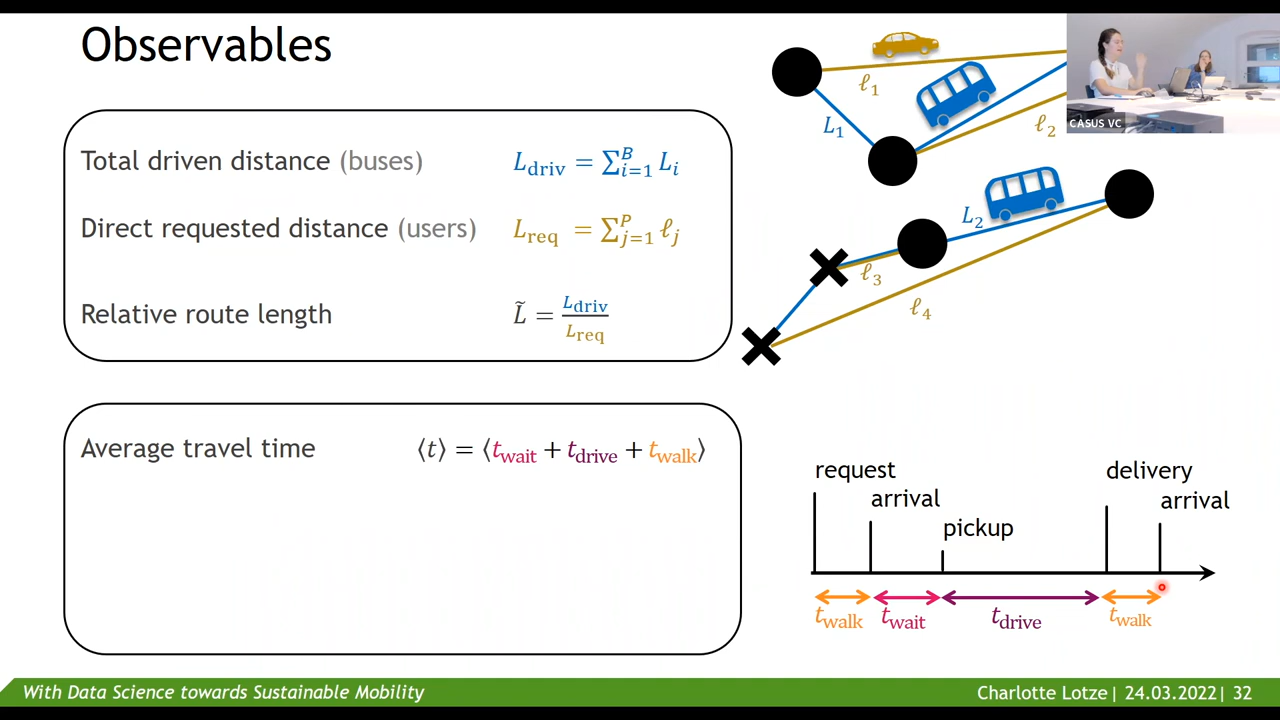 Observables
Total driven distance (buses) L_driv = ∑_{i=1}^{B} L_i
Direct requested distance (users) L_req = ∑_{j=1}^{P} ℓ_j
Relative route length L̃ = L_driv / L_req
ℓ_1
L_1
ℓ_2
CASUS VC
L_2
ℓ_3
ℓ_4
Average travel time ⟨t⟩ = ⟨t_wait + t_drive + t_walk⟩
request
arrival
pickup
delivery
arrival
t_walk t_wait t_drive t_walk
With Data Science towards Sustainable Mobility
Charlotte Lotze | 24.03.2022 | 32